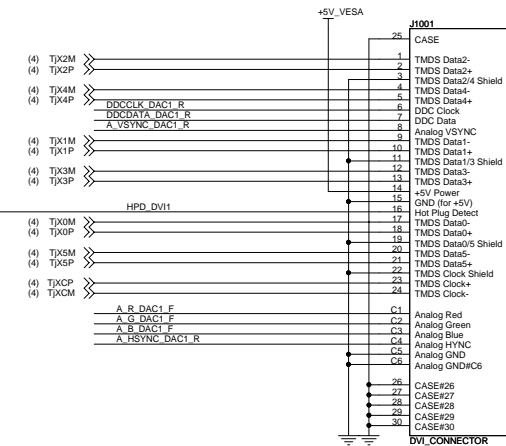 +5V_VESA
J1001
25 CASE
(4) TjX2M 1 TMDS Data2-
(4) TjX2P 2 TMDS Data2+
3 TMDS Data2/4 Shield
(4) TjX4M 4 TMDS Data4-
(4) TjX4P 5 TMDS Data4+
DDCCLK_DAC1_R 6 DDC Clock
DDCDATA_DAC1_R 7 DDC Data
A_VSYNC_DAC1_R 8 Analog VSYNC
(4) TjX1M 9 TMDS Data1-
(4) TjX1P 10 TMDS Data1+
11 TMDS Data1/3 Shield
(4) TjX3M 12 TMDS Data3-
(4) TjX3P 13 TMDS Data3+
14 +5V Power
15 GND (for +5V)
HPD_DVI1 16 Hot Plug Detect
(4) TjX0M 17 TMDS Data0-
(4) TjX0P 18 TMDS Data0+
19 TMDS Data0/5 Shield
(4) TjX5M 20 TMDS Data5-
(4) TjX5P 21 TMDS Data5+
22 TMDS Clock Shield
(4) TjXCP 23 TMDS Clock+
(4) TjXCM 24 TMDS Clock-
A_R_DAC1_F C1 Analog Red
A_G_DAC1_F C2 Analog Green
A_B_DAC1_F C3 Analog Blue
A_HSYNC_DAC1_R C4 Analog HYNC
C5 Analog GND
C6 Analog GND#C6
26 CASE#26
27 CASE#27
28 CASE#28
29 CASE#29
30 CASE#30
DVI_CONNECTOR